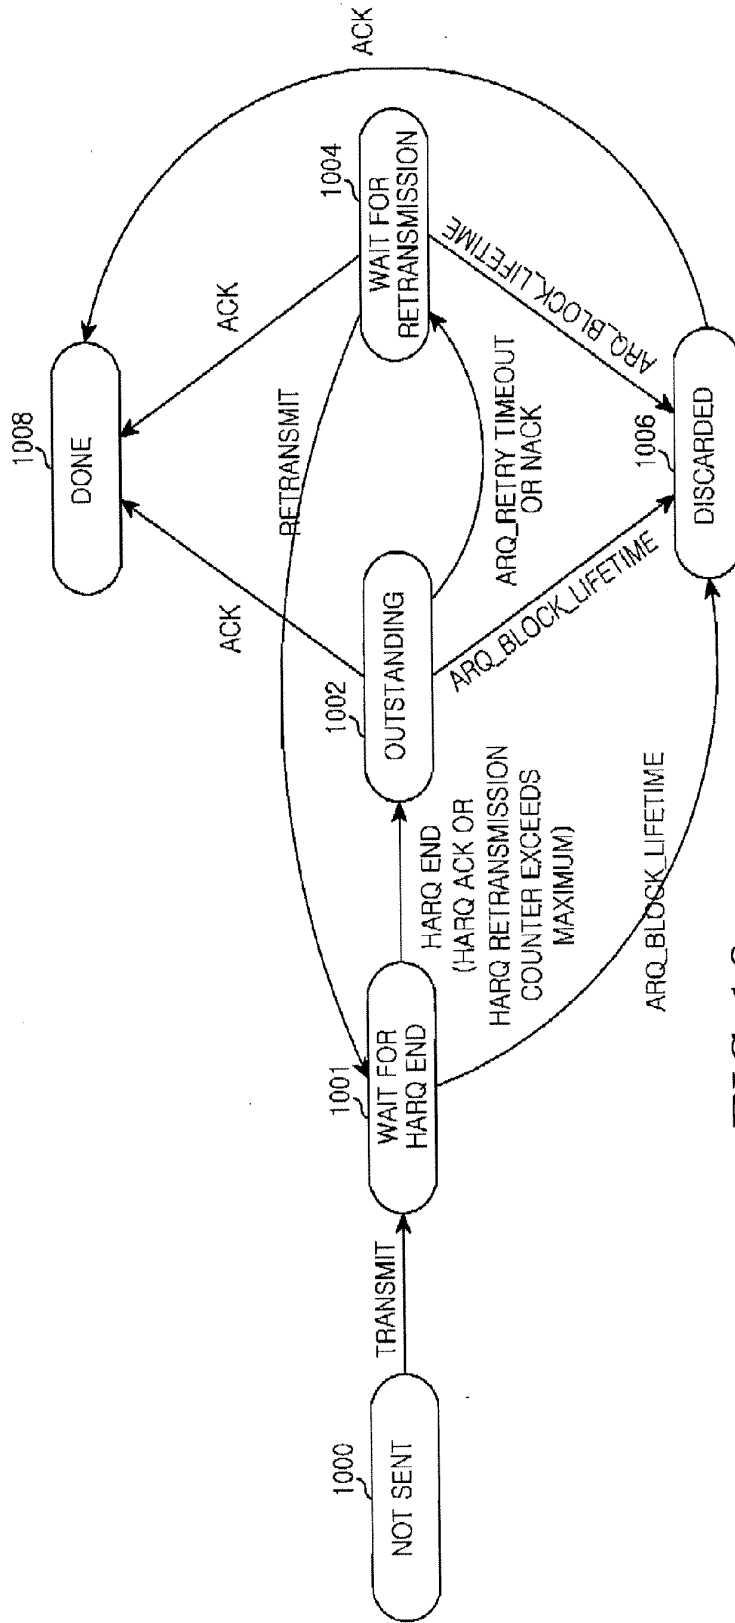 1000
NOT SENT
TRANSMIT
1001
WAIT FOR
HARQ END
HARQ END
(HARQ ACK OR
HARQ RETRANSMISSION
COUNTER EXCEEDS
MAXIMUM)
ARQ_BLOCK_LIFETIME
1002
OUTSTANDING
ACK
RETRANSMIT
1008
DONE
ARQ_BLOCK_LIFETIME
ARQ_RETRY TIMEOUT
OR NACK
1004
WAIT FOR
RETRANSMISSION
ACK
ARQ_BLOCK_LIFETIME
1006
DISCARDED
ACK